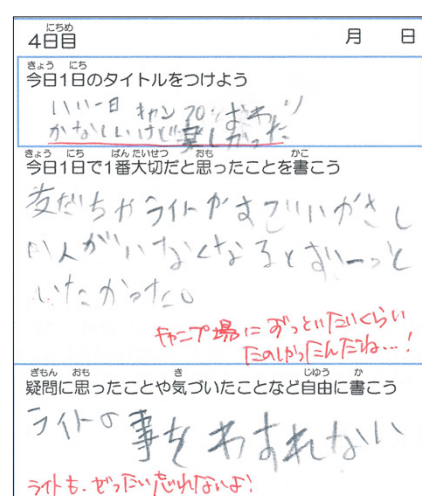 4日目 月 日
今日1日のタイトルをつけよう
いい一日 キャンプのおわり
かなしいけど楽しかった
今日1日で1番大切だと思ったことを書こう
友だちやライトがすごい
人がいなくなるとずーっと
いたかった。
キャンプ場にずっといたいくらい
たのしかったんだね…!
疑問に思ったことや気づいたことなど自由に書こう
ライトの事をわすれない
ライトも、ぜったい忘れないよ!